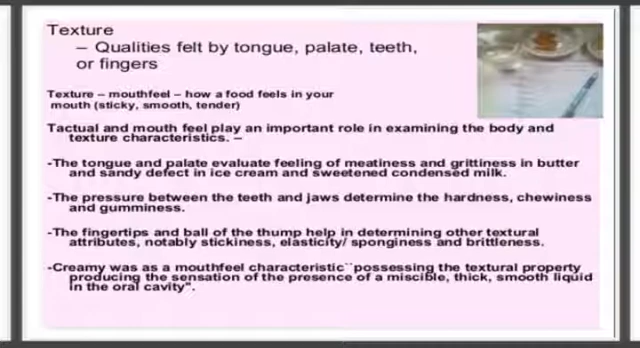 Texture
– Qualities felt by tongue, palate, teeth,
or fingers
Texture – mouthfeel – how a food feels in your
mouth (sticky, smooth, tender)
Tactual and mouth feel play an important role in examining the body and
texture characteristics. –
-The tongue and palate evaluate feeling of meatiness and grittiness in butter
and sandy defect in ice cream and sweetened condensed milk.
-The pressure between the teeth and jaws determine the hardness, chewiness
and gumminess.
-The fingertips and ball of the thump help in determining other textural
attributes, notably stickiness, elasticity/ sponginess and brittleness.
-Creamy was as a mouthfeel characteristic``possessing the textural property
producing the sensation of the presence of a miscible, thick, smooth liquid
in the oral cavity".